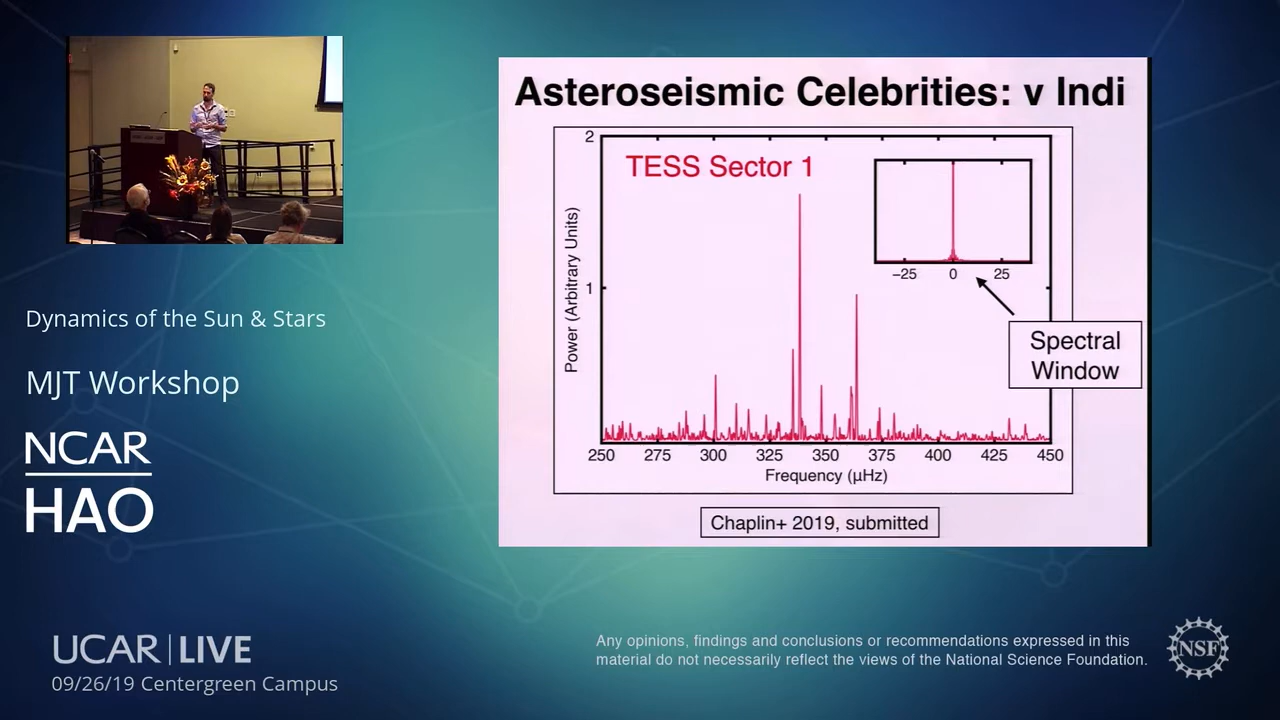 Asteroseismic Celebrities: v Indi
TESS Sector 1
2
1
Power (Arbitrary Units)
−25 0 25
Spectral
Window
250 275 300 325 350 375 400 425 450
Frequency (μHz)
Chaplin+ 2019, submitted
Dynamics of the Sun & Stars
MJT Workshop
NCAR
HAO
UCAR | LIVE
09/26/19 Centergreen Campus
Any opinions, findings and conclusions or recommendations expressed in this
material do not necessarily reflect the views of the National Science Foundation.
NSF